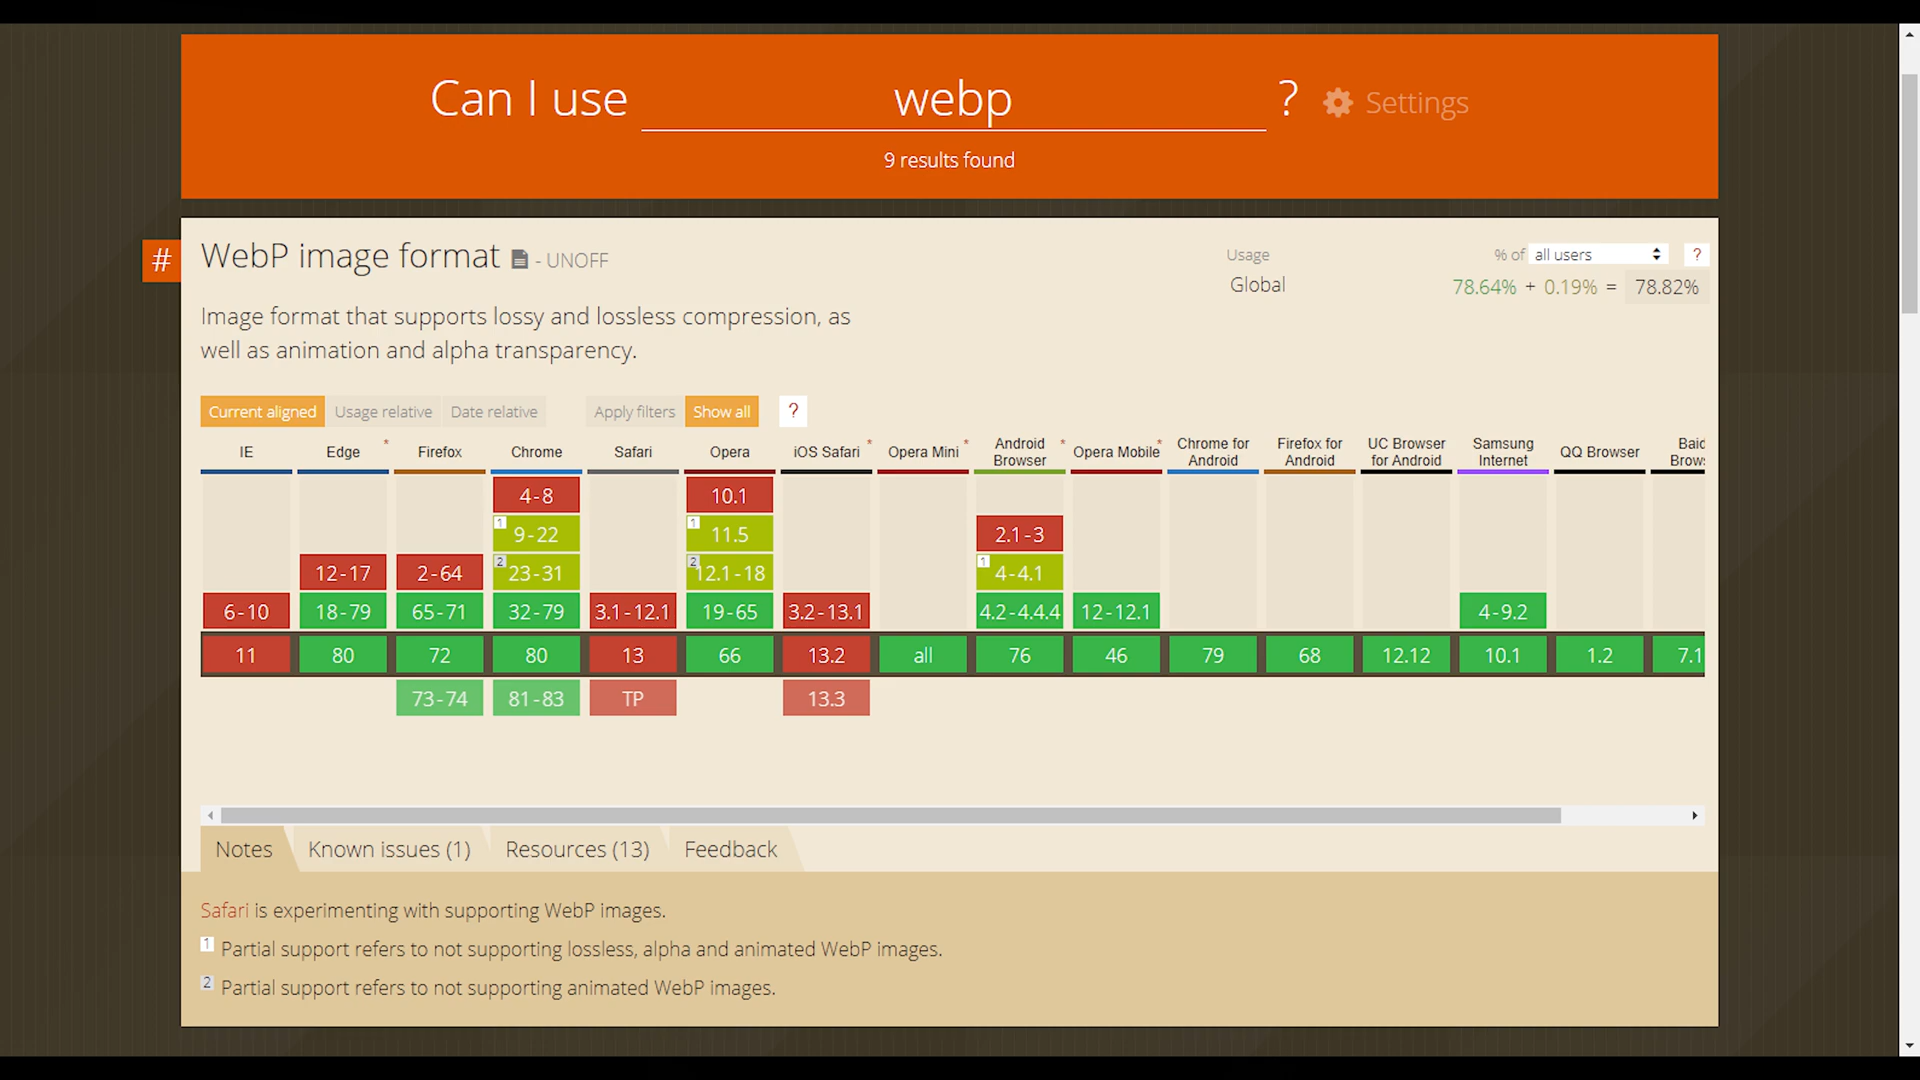 Can I use webp ? Settings
9 results found
# WebP image format - UNOFF
Usage % of all users ?
Global 78.64% + 0.19% = 78.82%
Image format that supports lossy and lossless compression, as
well as animation and alpha transparency.
Current aligned Usage relative Date relative Apply filters Show all ?
IE Edge * Firefox Chrome Safari Opera iOS Safari * Opera Mini * Android Browser * Opera Mobile * Chrome for Android Firefox for Android UC Browser for Android Samsung Internet QQ Browser Baid Brow
4-8 10.1
1 9-22 1 11.5 2.1-3
12-17 2-64 2 23-31 2 12.1-18 1 4-4.1
6-10 18-79 65-71 32-79 3.1-12.1 19-65 3.2-13.1 4.2-4.4.4 12-12.1 4-9.2
11 80 72 80 13 66 13.2 all 76 46 79 68 12.12 10.1 1.2 7.1
73-74 81-83 TP 13.3
Notes Known issues (1) Resources (13) Feedback
Safari is experimenting with supporting WebP images.
1 Partial support refers to not supporting lossless, alpha and animated WebP images.
2 Partial support refers to not supporting animated WebP images.